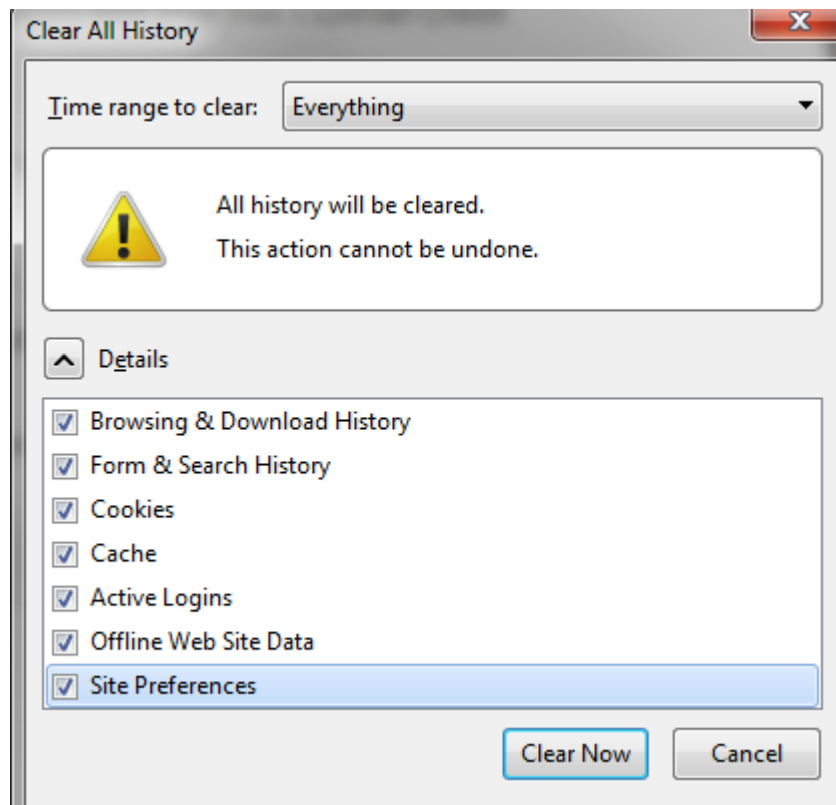 Clear All History
Time range to clear: Everything
All history will be cleared.
This action cannot be undone.
Details
Browsing & Download History
Form & Search History
Cookies
Cache
Active Logins
Offline Web Site Data
Site Preferences
Clear Now Cancel